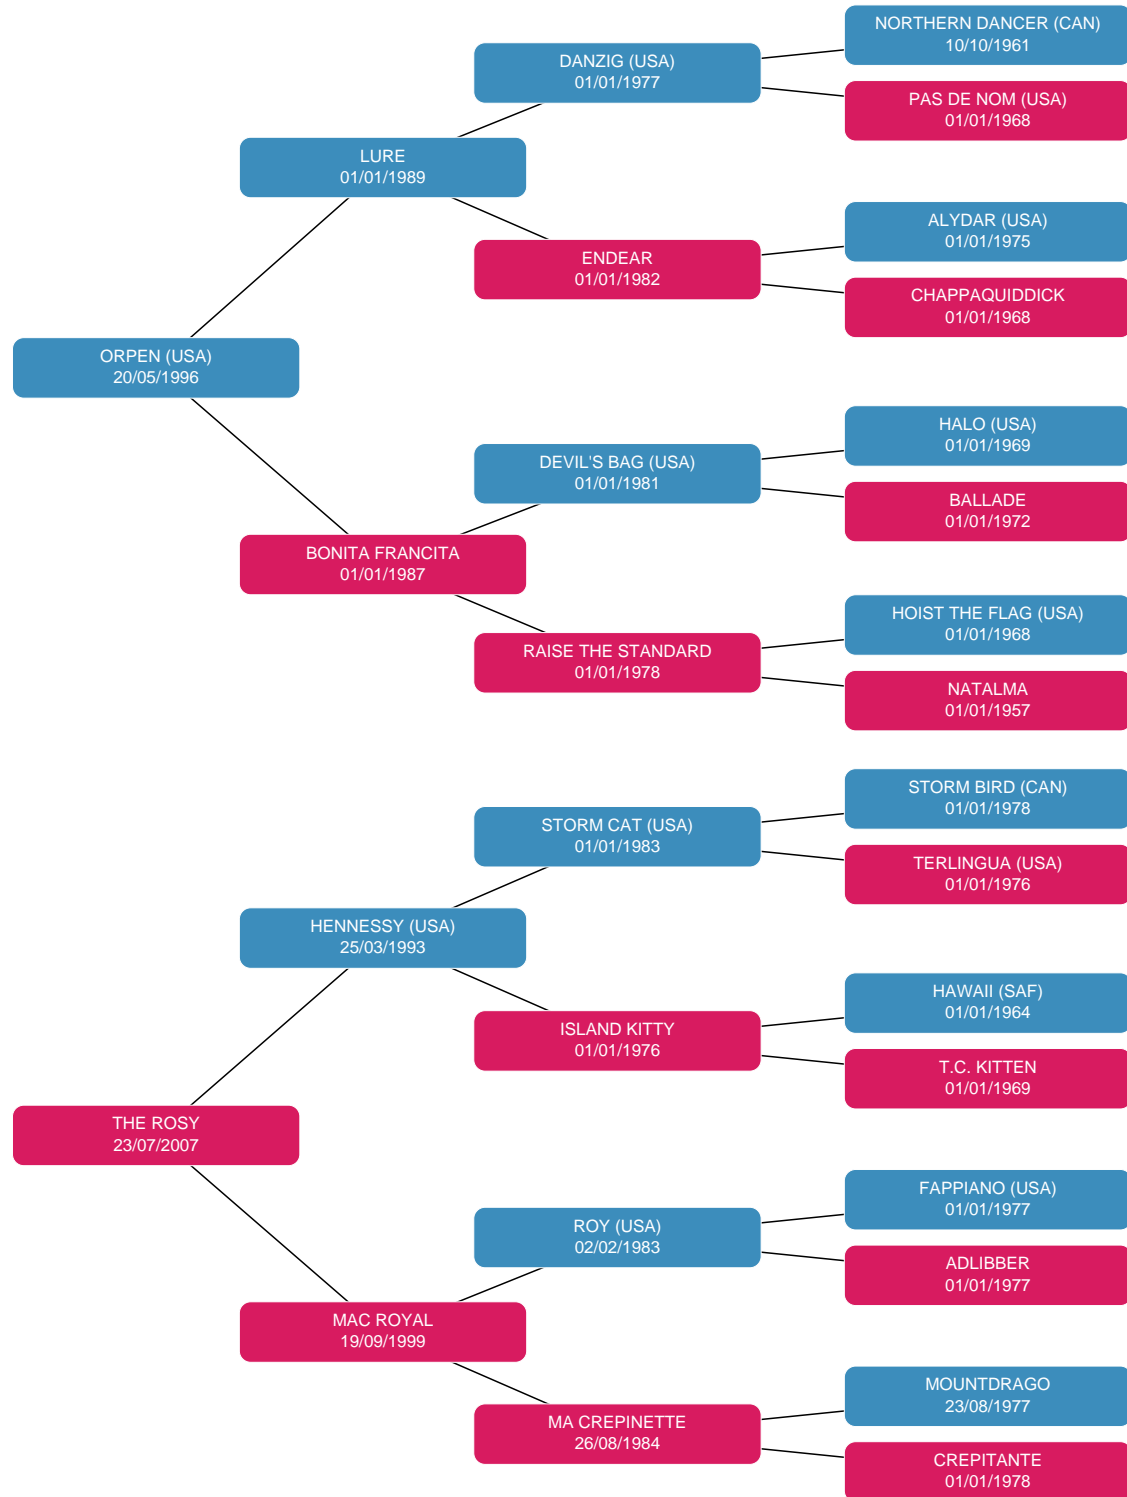 NORTHERN DANCER (CAN)
10/10/1961
DANZIG (USA)
01/01/1977
PAS DE NOM (USA)
01/01/1968
LURE
01/01/1989
ALYDAR (USA)
01/01/1975
ENDEAR
01/01/1982
CHAPPAQUIDDICK
01/01/1968
ORPEN (USA)
20/05/1996
HALO (USA)
01/01/1969
DEVIL'S BAG (USA)
01/01/1981
BALLADE
01/01/1972
BONITA FRANCITA
01/01/1987
HOIST THE FLAG (USA)
01/01/1968
RAISE THE STANDARD
01/01/1978
NATALMA
01/01/1957
STORM BIRD (CAN)
01/01/1978
STORM CAT (USA)
01/01/1983
TERLINGUA (USA)
01/01/1976
HENNESSY (USA)
25/03/1993
HAWAII (SAF)
01/01/1964
ISLAND KITTY
01/01/1976
T.C. KITTEN
01/01/1969
THE ROSY
23/07/2007
FAPPIANO (USA)
01/01/1977
ROY (USA)
02/02/1983
ADLIBBER
01/01/1977
MAC ROYAL
19/09/1999
MOUNTDRAGO
23/08/1977
MA CREPINETTE
26/08/1984
CREPITANTE
01/01/1978